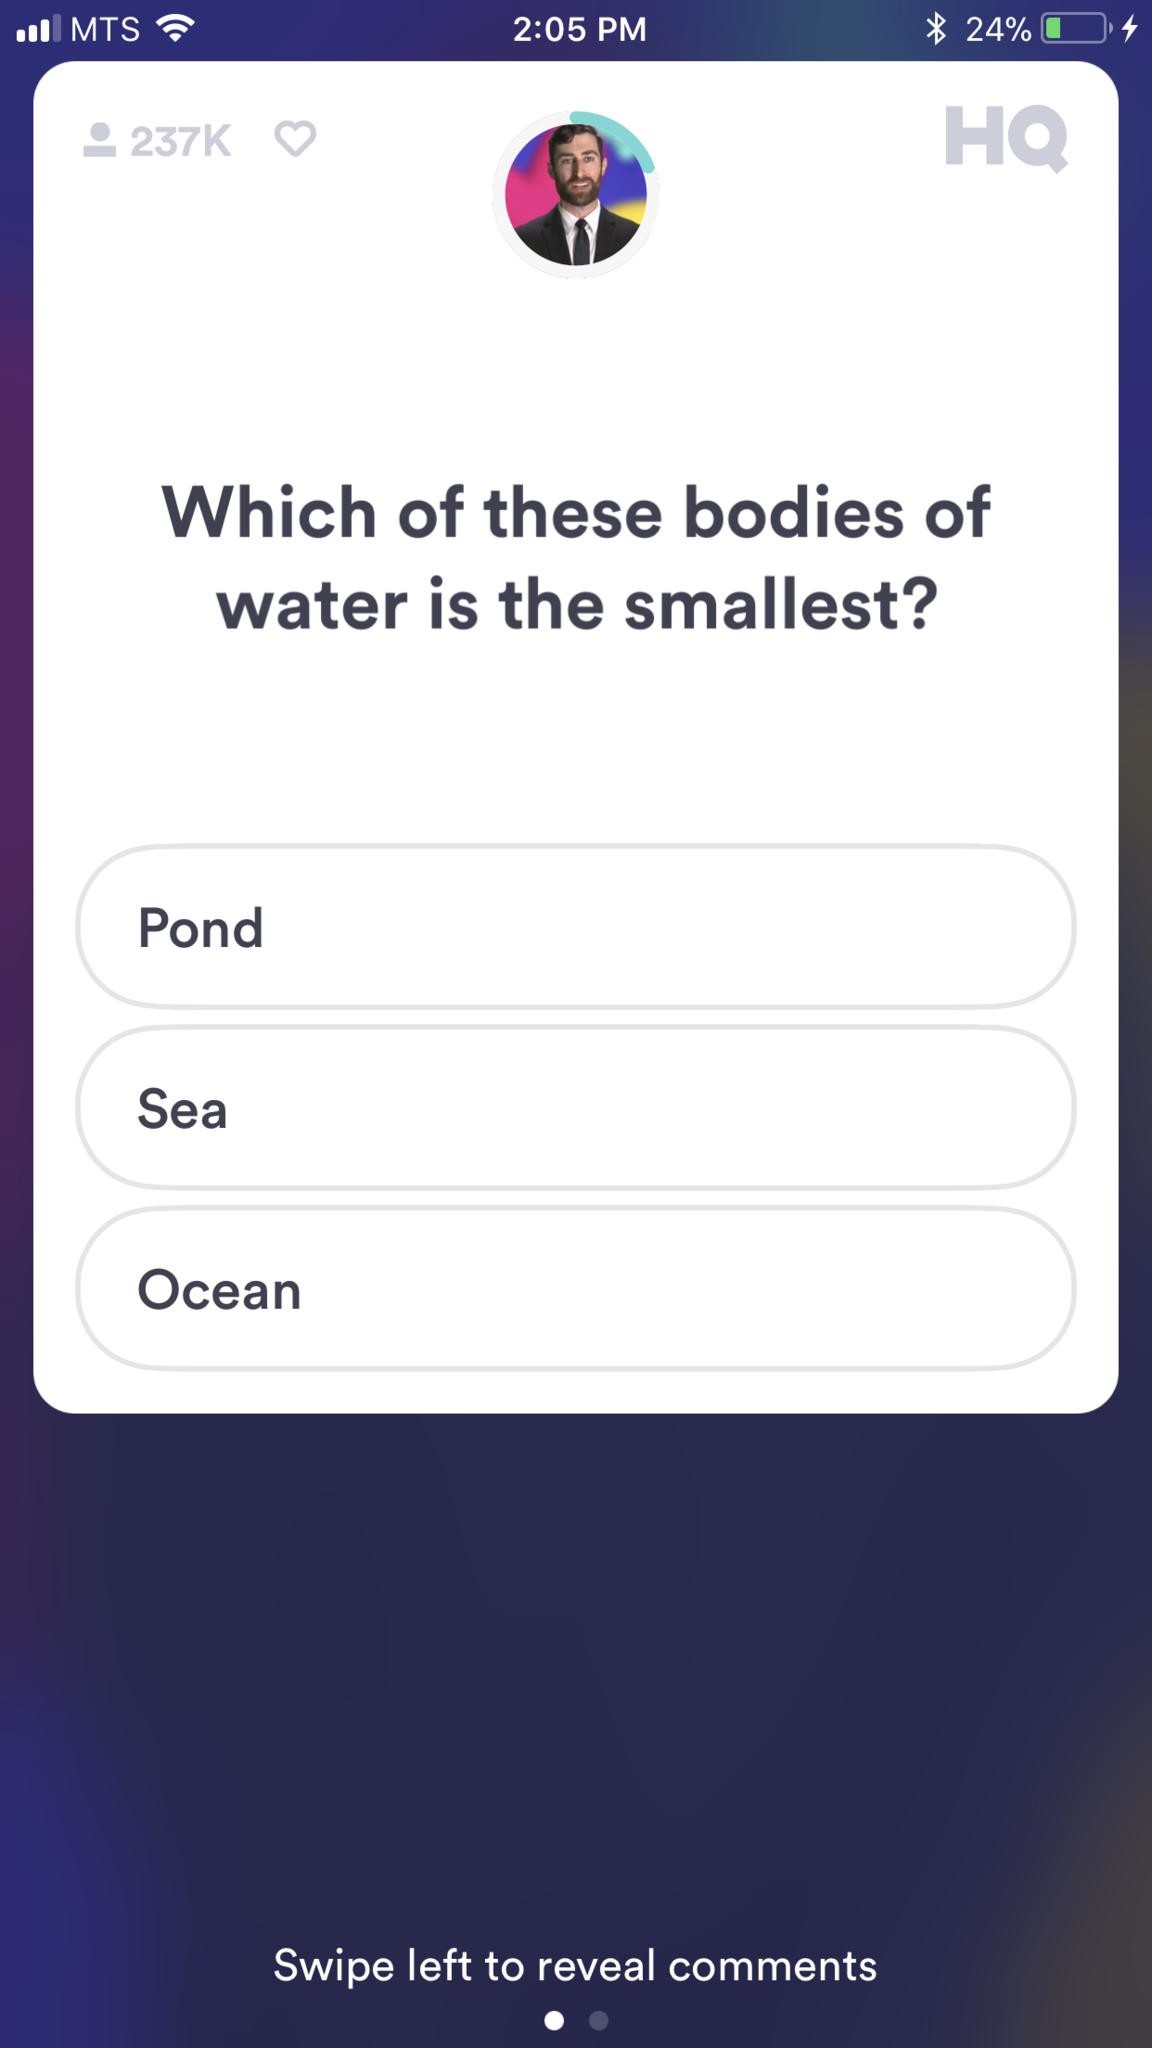 MTS 2:05 PM 24%
237K HQ
Which of these bodies of
water is the smallest?
Pond
Sea
Ocean
Swipe left to reveal comments